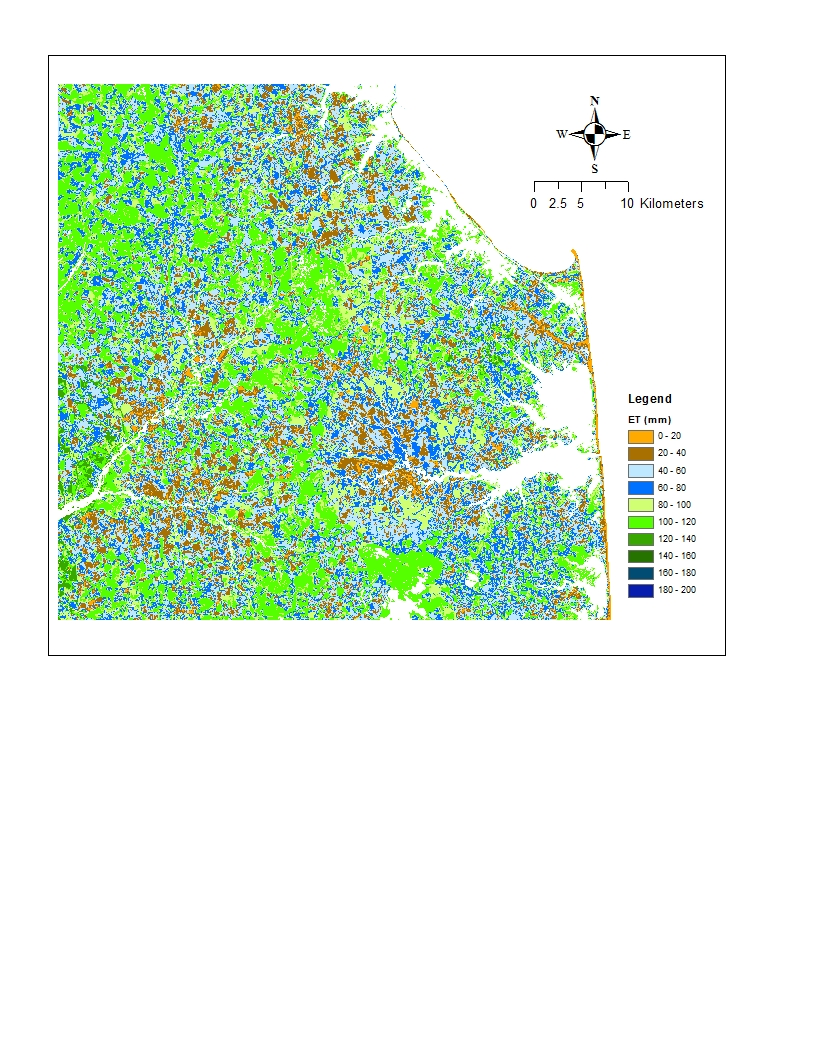 N
W E
S
0 2.5 5 10 Kilometers
Legend
ET (mm)
0 - 20
20 - 40
40 - 60
60 - 80
80 - 100
100 - 120
120 - 140
140 - 160
160 - 180
180 - 200